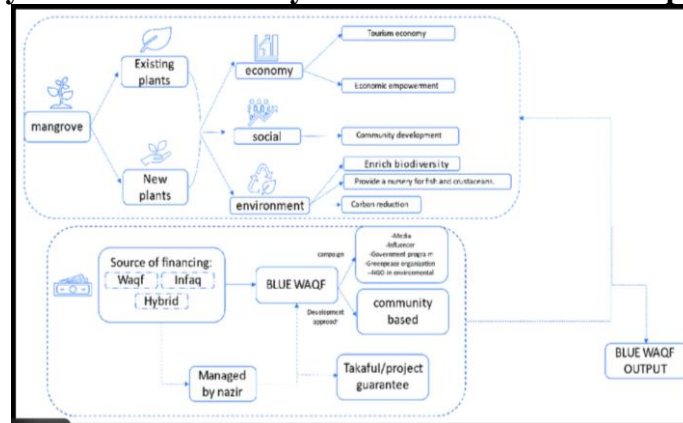 mangrove
Existing
plants
New
plants
economy
social
environment
Tourism economy
Economic empowerment
Community development
Enrich biodiversity
Provide a nursery for fish and crustaceans.
Carbon reduction
Source of financing:
Waqf
Infaq
Hybrid
BLUE WAQF
campaign
-Media
-Influencer
-Government program
-Greenpeace organization
-NGO in environmental
Development
approach
community
based
Managed
by nazir
Takaful/project
guarantee
BLUE WAQF
OUTPUT